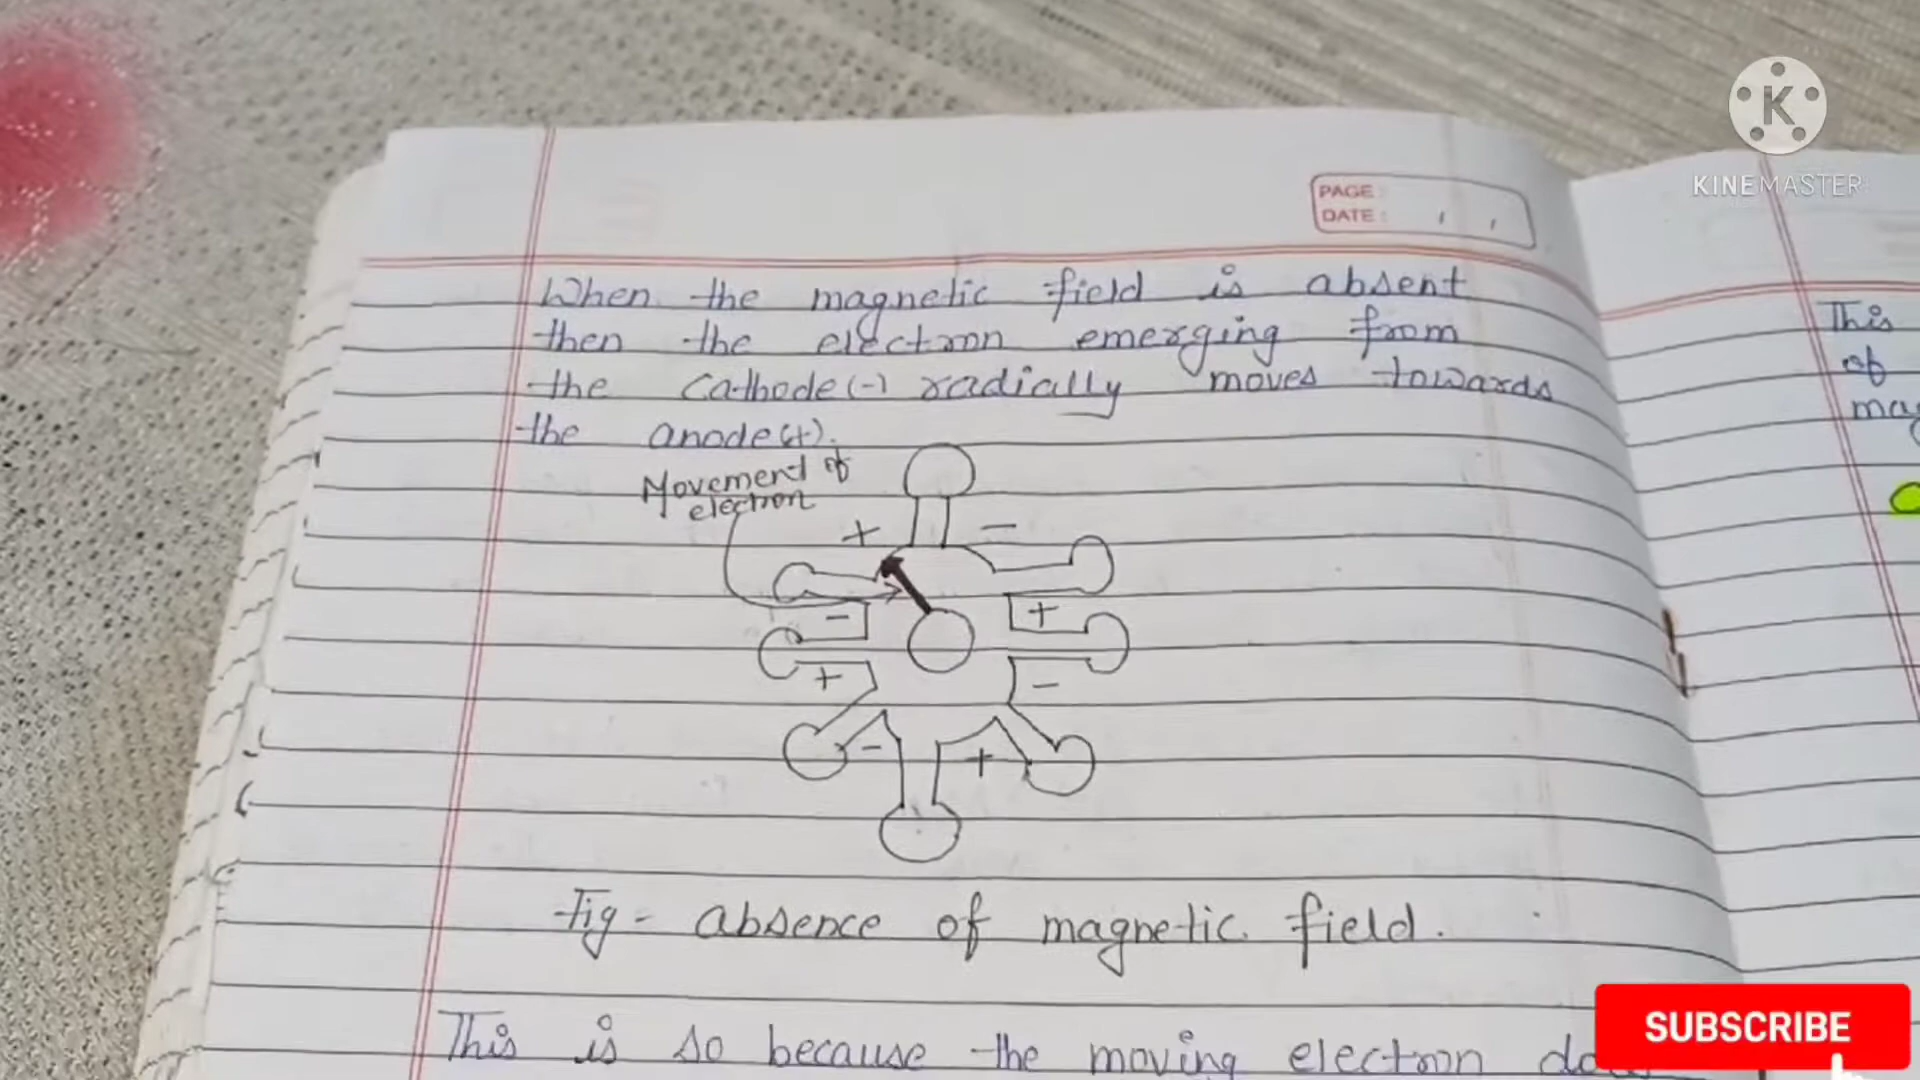 K
KINEMASTER
PAGE:
DATE:
When the magnetic field is absent
then the electron emerging from
the cathode(-) radially moves towards
the anode(+).
Movement of
electron
+ -
- +
+ -
- +
Fig - absence of magnetic field.
This is so because the moving electron
This
of
SUBSCRIBE